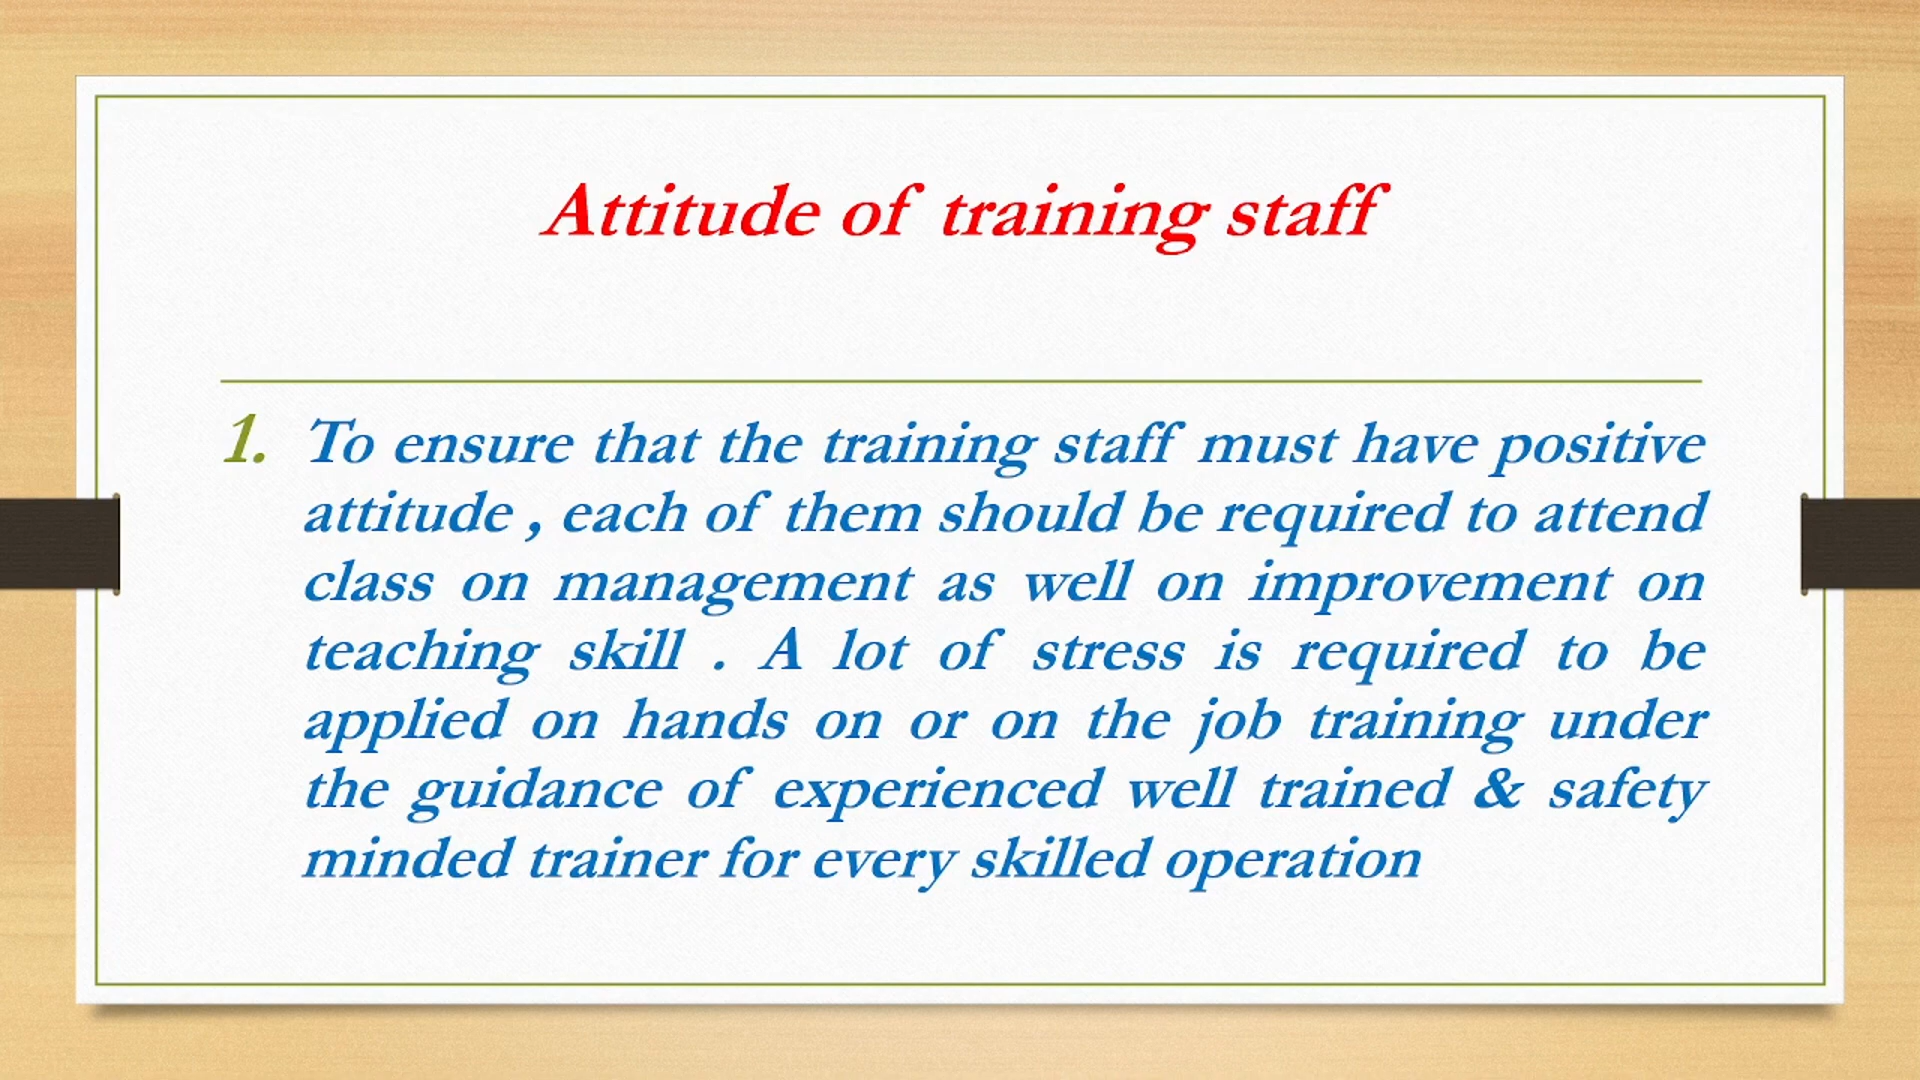 Attitude of training staff
1. To ensure that the training staff must have positive
attitude , each of them should be required to attend
class on management as well on improvement on
teaching skill . A lot of stress is required to be
applied on hands on or on the job training under
the guidance of experienced well trained & safety
minded trainer for every skilled operation